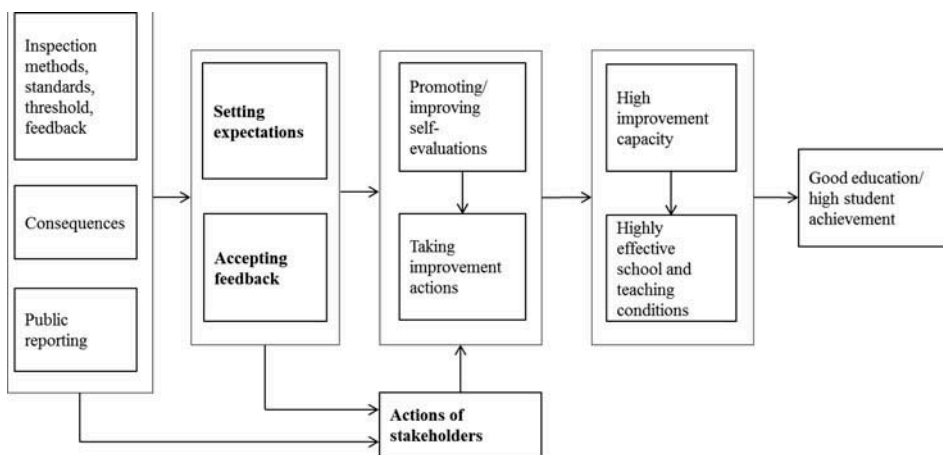 Inspection
methods,
standards,
threshold,
feedback
Consequences
Public
reporting
Setting
expectations
Accepting
feedback
Promoting/
improving
self-
evaluations
Taking
improvement
actions
High
improvement
capacity
Highly
effective
school and
teaching
conditions
Good education/
high student
achievement
Actions of
stakeholders